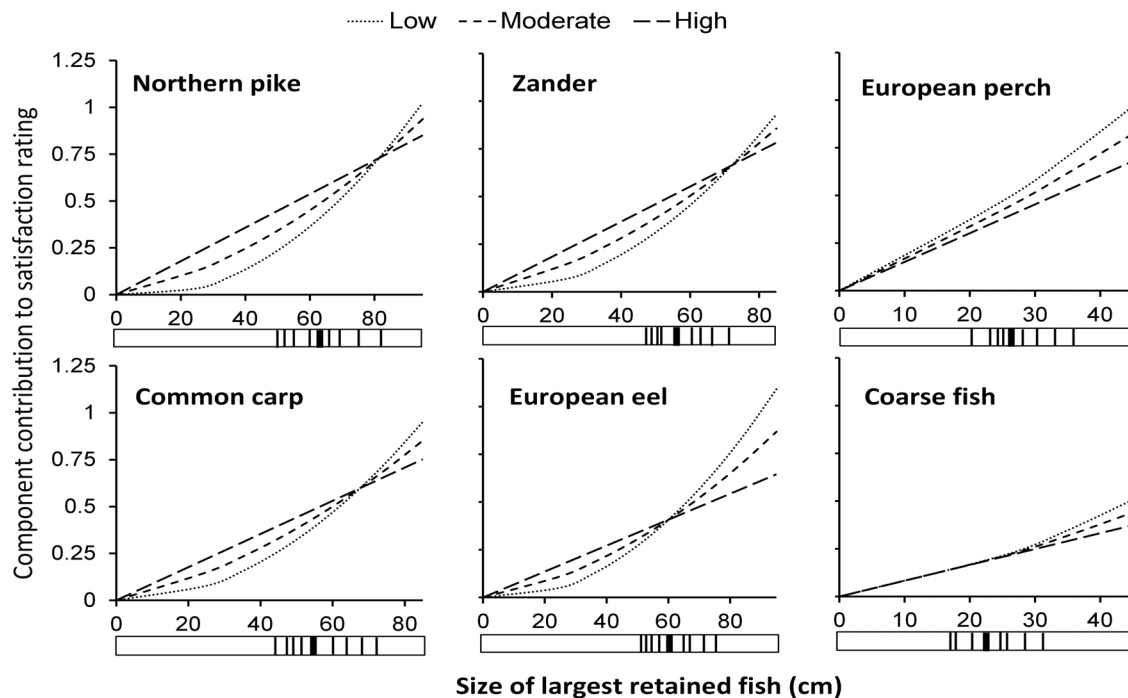 Low Moderate High
Component contribution to satisfaction rating
1.25
1
0.75
0.5
0.25
0
Northern pike
0 20 40 60 80
Zander
0 20 40 60 80
European perch
0 10 20 30 40
1.25
1
0.75
0.5
0.25
0
Common carp
0 20 40 60 80
European eel
0 20 40 60 80
Coarse fish
0 10 20 30 40
Size of largest retained fish (cm)